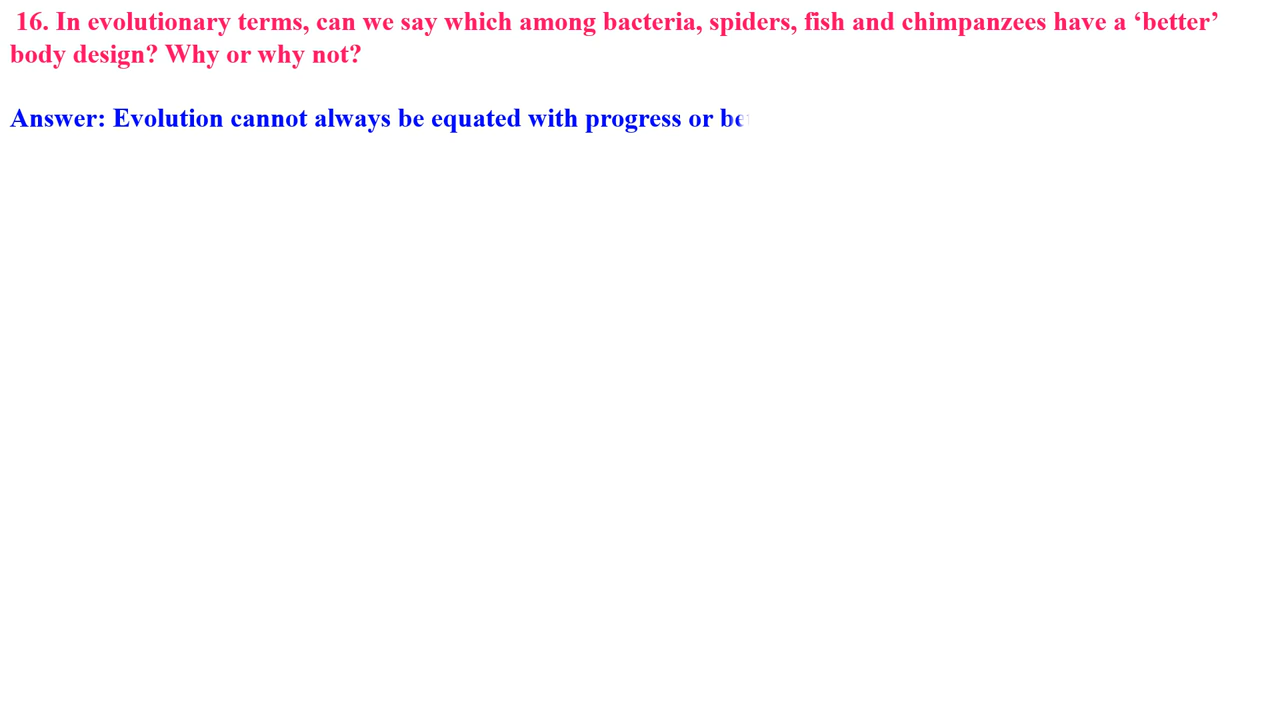 16. In evolutionary terms, can we say which among bacteria, spiders, fish and chimpanzees have a ‘better’
body design? Why or why not?
Answer: Evolution cannot always be equated with progress or